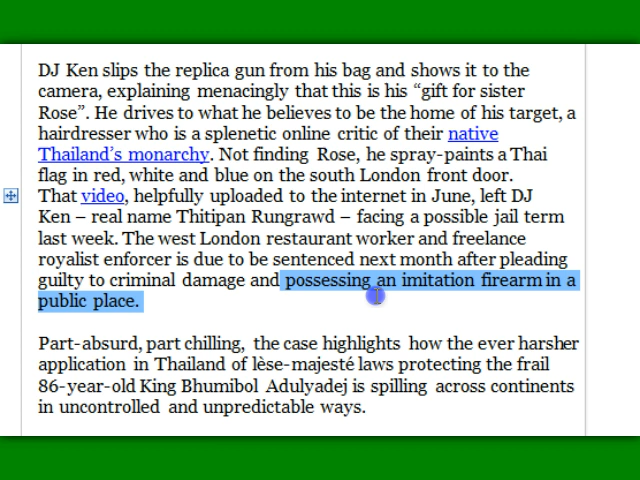 DJ Ken slips the replica gun from his bag and shows it to the
camera, explaining menacingly that this is his “gift for sister
Rose”. He drives to what he believes to be the home of his target, a
hairdresser who is a splenetic online critic of their native
Thailand’s monarchy. Not finding Rose, he spray-paints a Thai
flag in red, white and blue on the south London front door.
That video, helpfully uploaded to the internet in June, left DJ
Ken – real name Thitipan Rungrawd – facing a possible jail term
last week. The west London restaurant worker and freelance
royalist enforcer is due to be sentenced next month after pleading
guilty to criminal damage and possessing an imitation firearm in a
public place.
Part-absurd, part chilling, the case highlights how the ever harsher
application in Thailand of lèse-majesté laws protecting the frail
86-year-old King Bhumibol Adulyadej is spilling across continents
in uncontrolled and unpredictable ways.